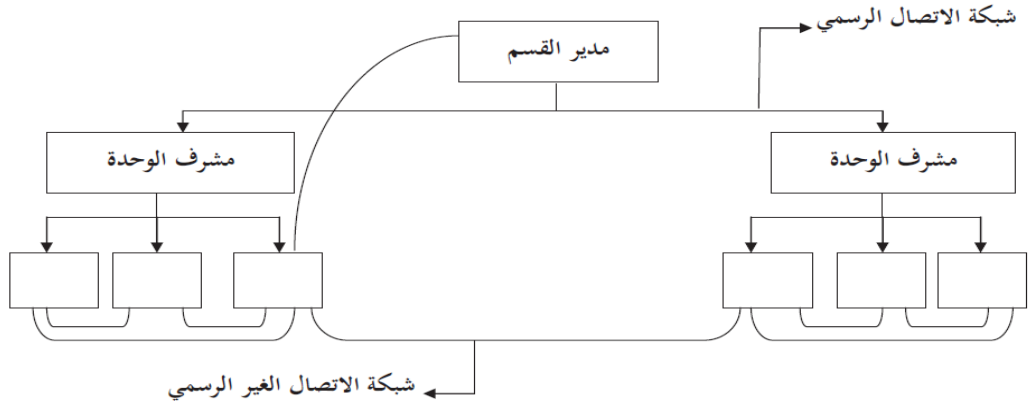 شبكة الاتصال الرسمي
مدير القسم
مشرف الوحدة
مشرف الوحدة
شبكة الاتصال الغير الرسمي